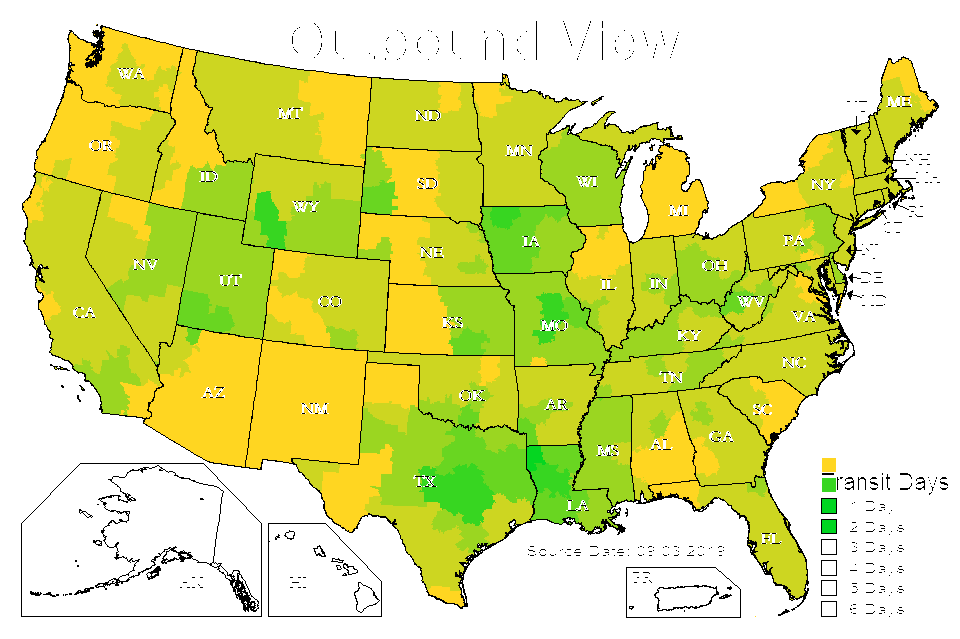 Outbound View
WA
MT
ND
MN
ME
OR
ID
WY
SD
WI
MI
NY
NH
RI
CT
NJ
DE
MD
NV
UT
CO
NE
IA
IL
IN
OH
PA
WV
VA
CA
KS
MO
KY
TN
NC
SC
AZ
NM
OK
AR
MS
AL
GA
TX
LA
FL
AK
HI
PR
Source Date: 09.03.2019
Transit Days
1 Day
2 Days
3 Days
4 Days
5 Days
6 Days